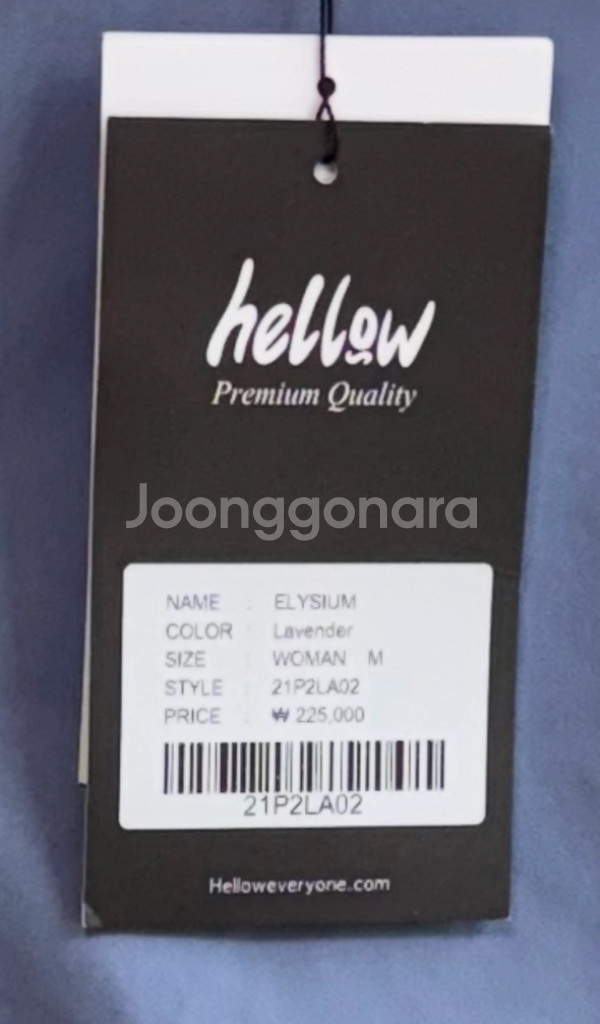 hellow
Premium Quality
Joonggonara
NAME : ELYSIUM
COLOR : Lavender
SIZE : WOMAN M
STYLE : 21P2LA02
PRICE : ₩ 225,000
21P2LA02
Helloweveryone.com